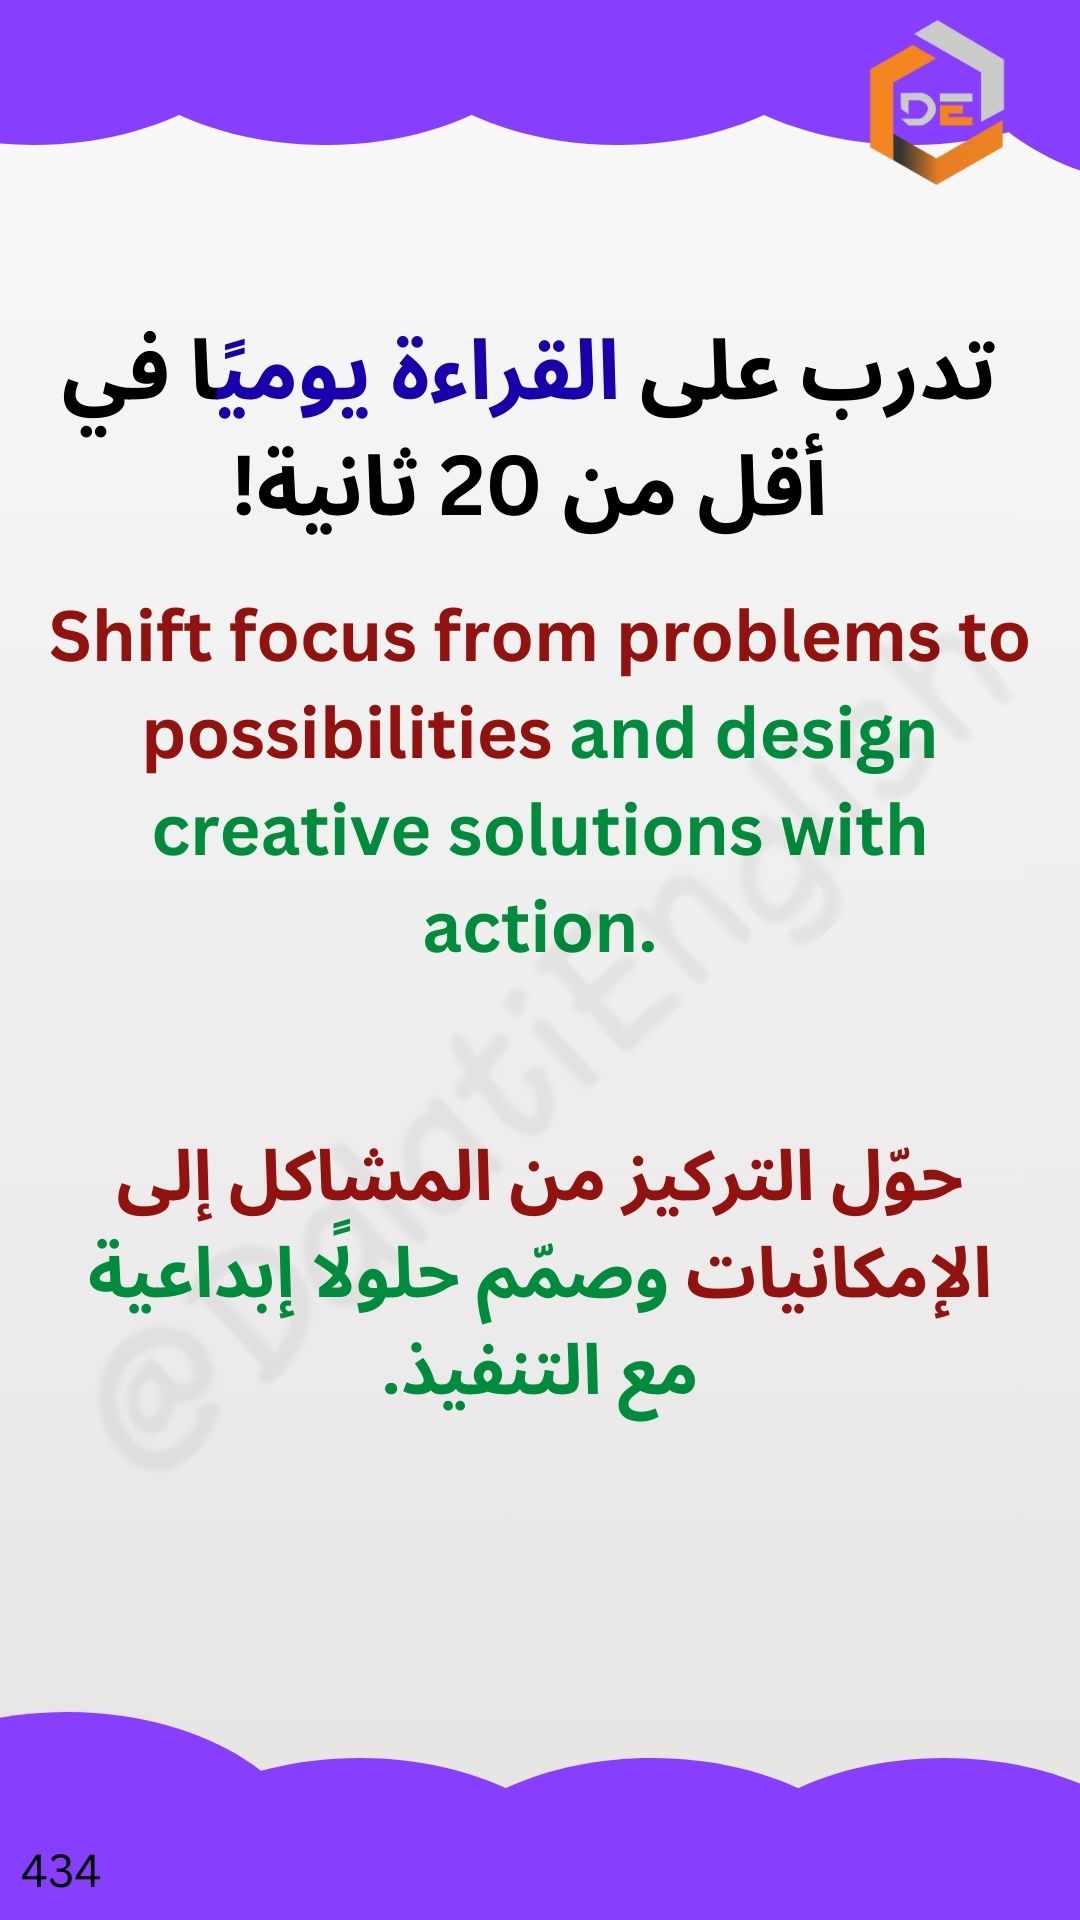 DE
تدرب على القراءة يوميًا في
أقل من 20 ثانية!
Shift focus from problems to
possibilities and design
creative solutions with
action.
@DalatiEnglish
حوّل التركيز من المشاكل إلى
الإمكانيات وصمّم حلولًا إبداعية
مع التنفيذ.
434